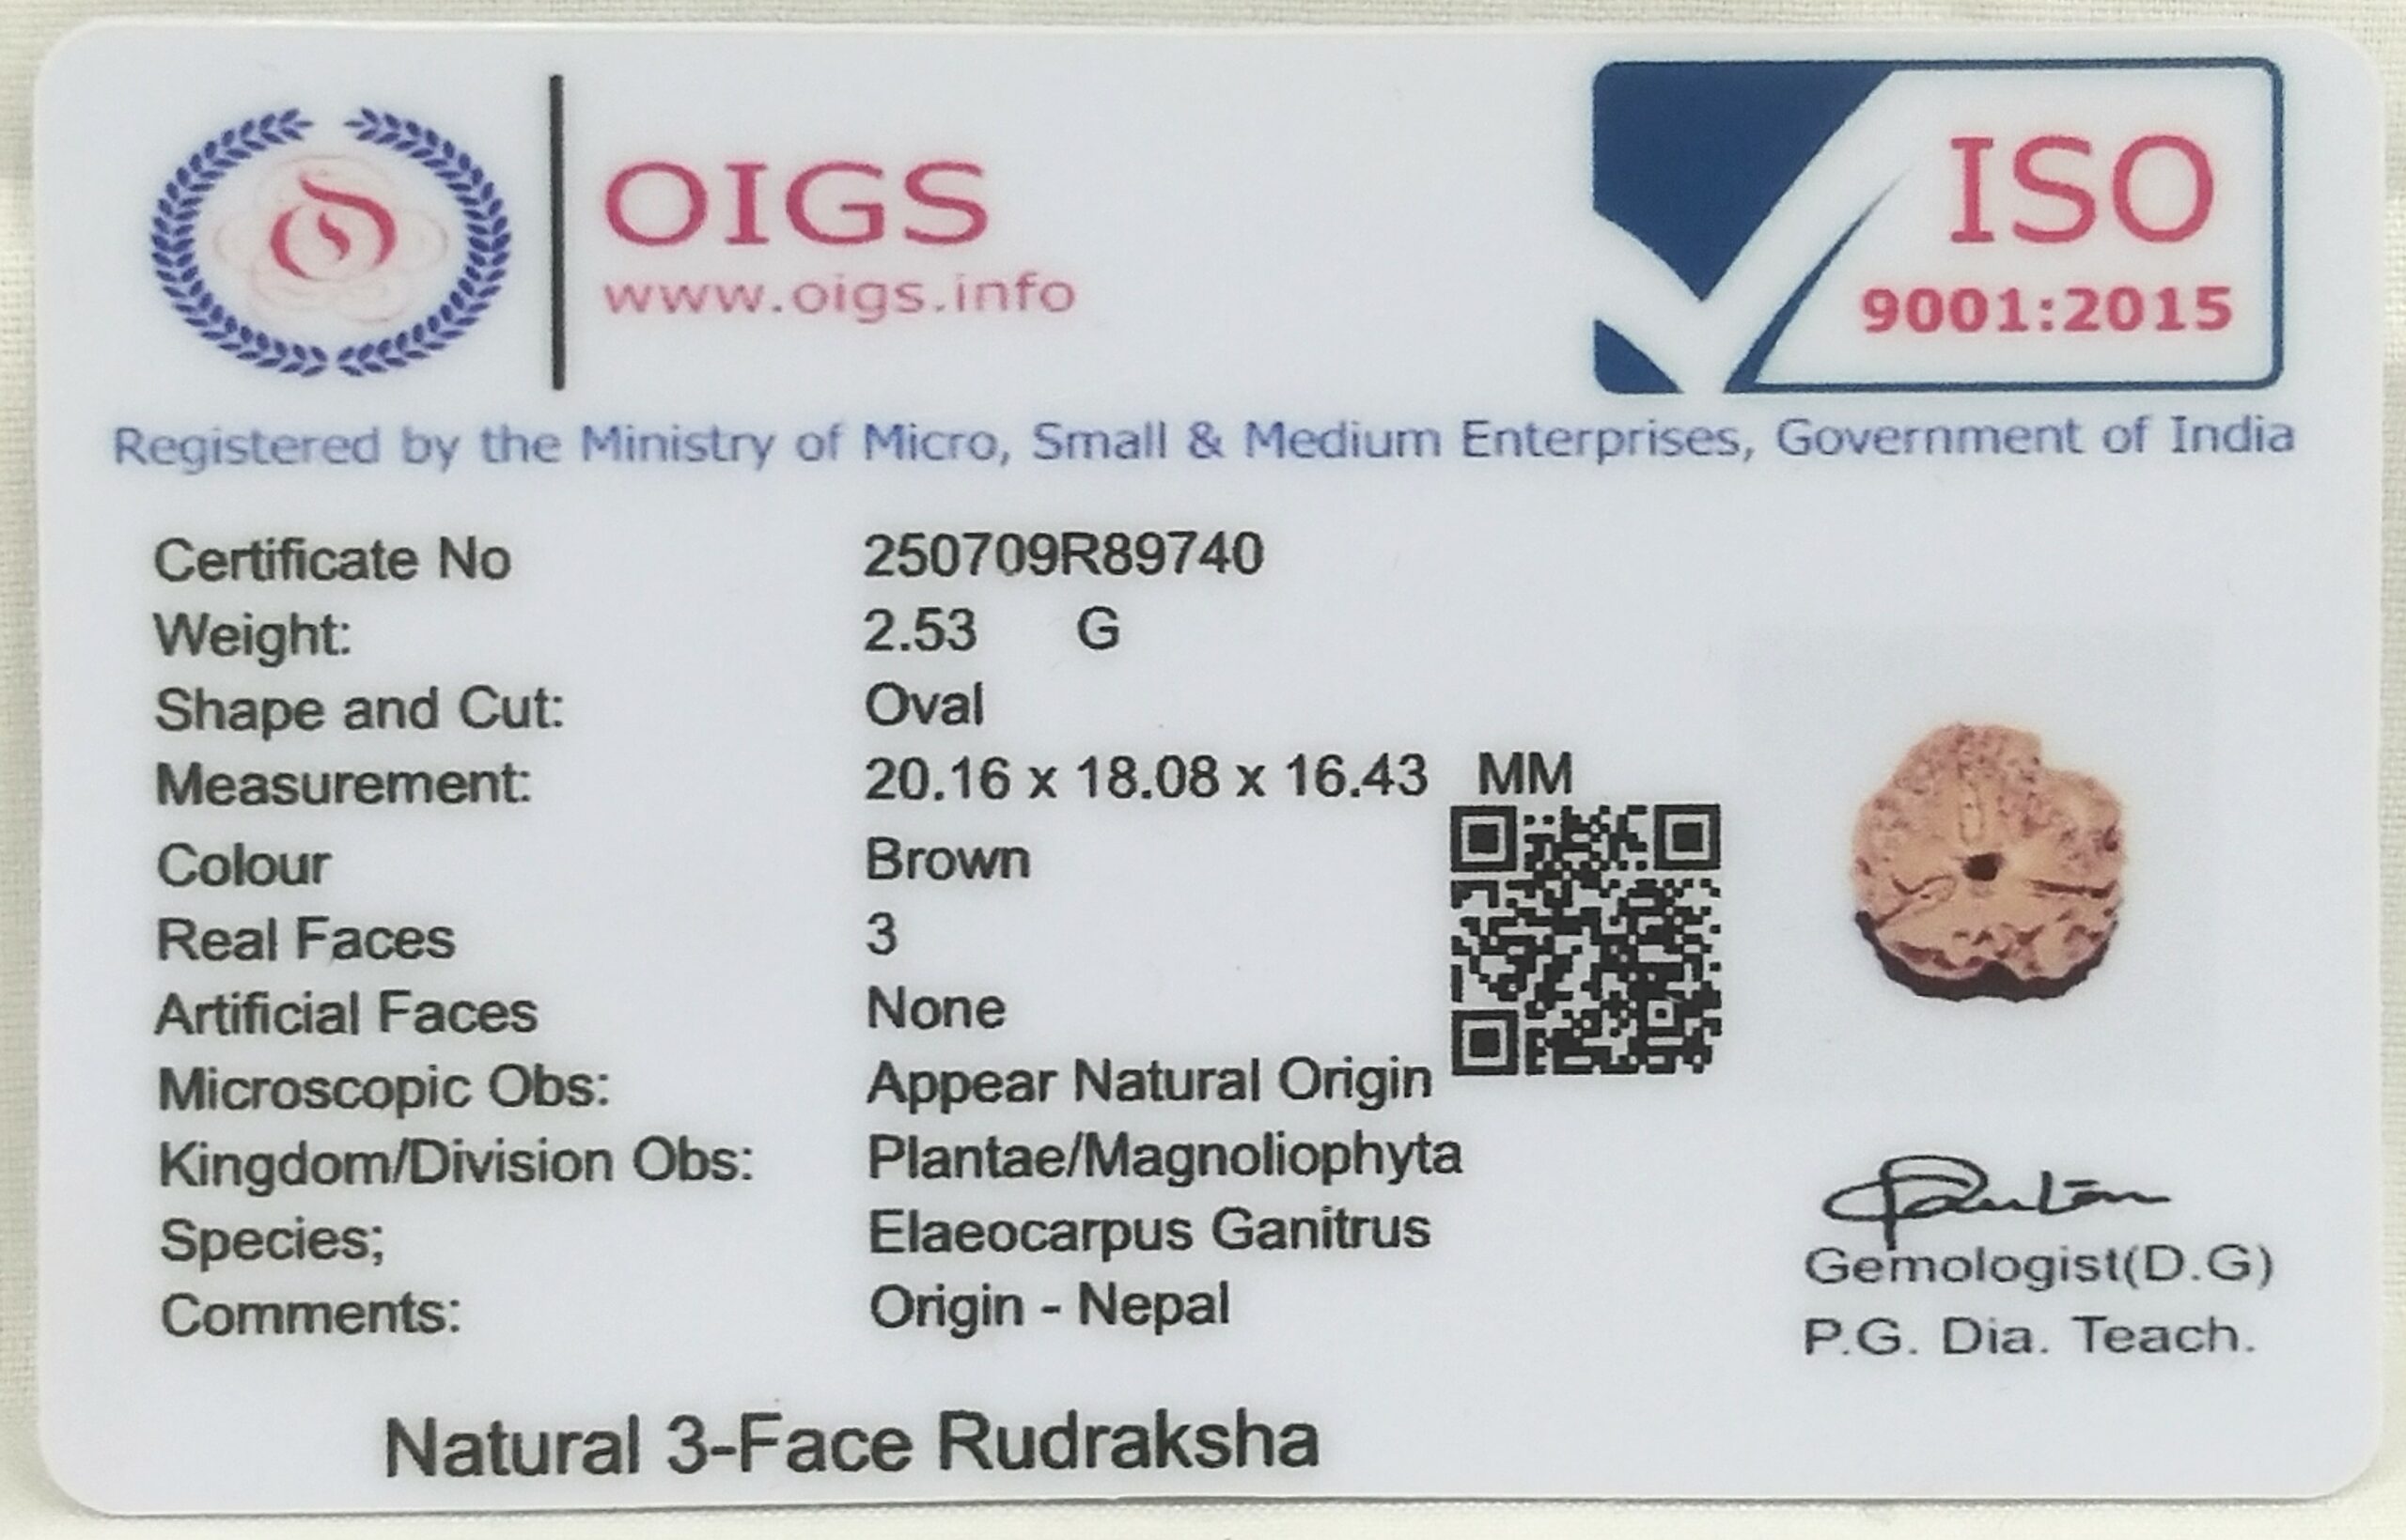 OIGS
www.oigs.info
ISO
9001:2015
Registered by the Ministry of Micro, Small & Medium Enterprises, Government of India
Certificate No 250709R89740
Weight: 2.53 G
Shape and Cut: Oval
Measurement: 20.16 x 18.08 x 16.43 MM
Colour Brown
Real Faces 3
Artificial Faces None
Microscopic Obs: Appear Natural Origin
Kingdom/Division Obs: Plantae/Magnoliophyta
Species; Elaeocarpus Ganitrus
Comments: Origin - Nepal
Gemologist(D.G)
P.G. Dia. Teach.
Natural 3-Face Rudraksha